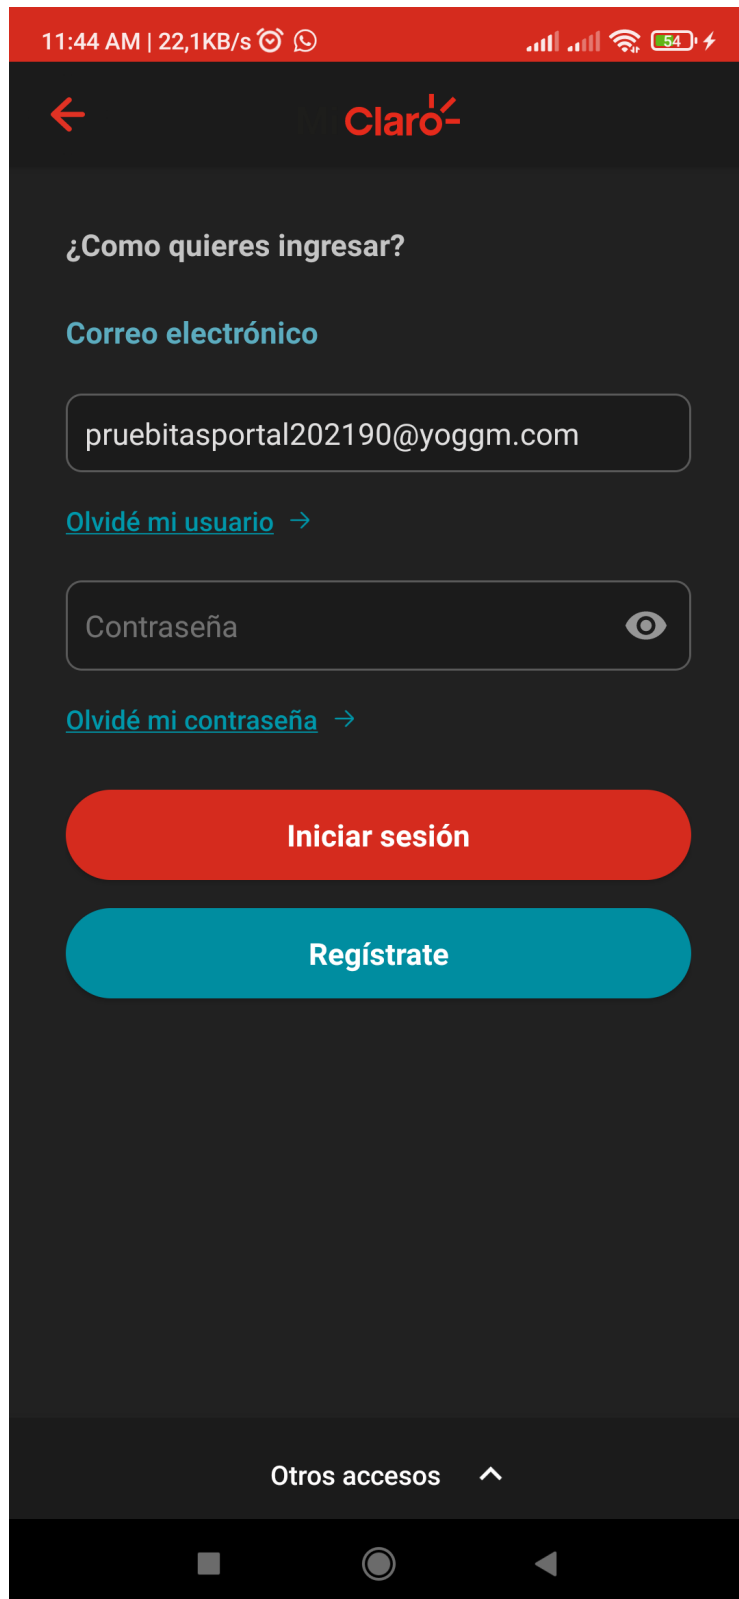 11:44 AM | 22,1KB/s 54
Mi Claro
¿Como quieres ingresar?
Correo electrónico
pruebitasportal202190@yoggm.com
Olvidé mi usuario →
Contraseña
Olvidé mi contraseña →
Iniciar sesión
Regístrate
Otros accesos